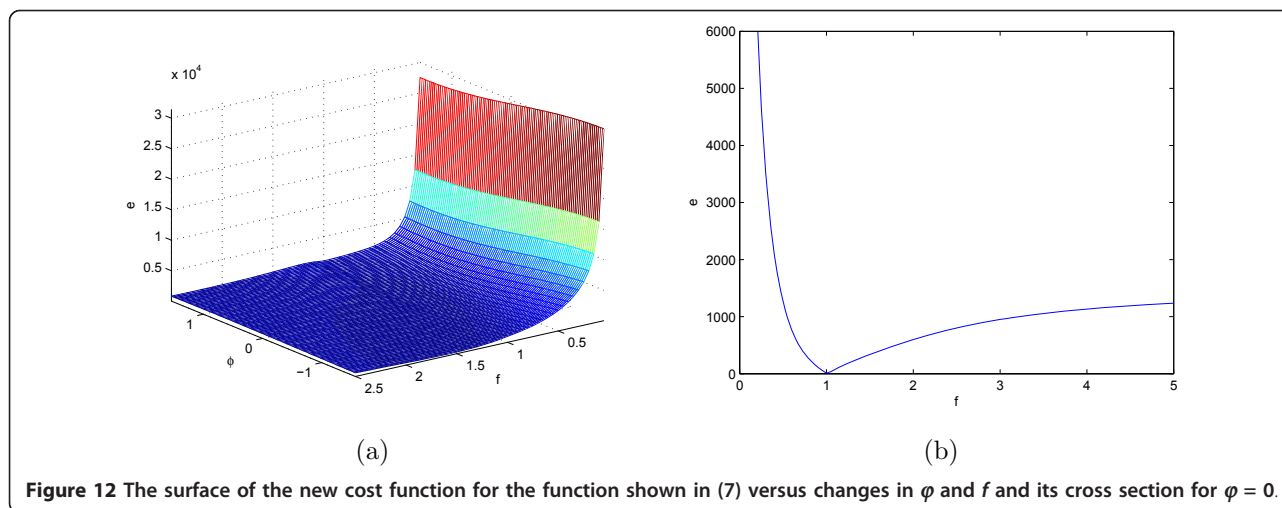 x 10⁴
3
2.5
2
1.5
1
0.5
e
1
0
−1
ϕ
2.5
2
1.5
1
0.5
f
(a)
6000
5000
4000
3000
2000
1000
0
e
0 1 2 3 4 5
f
(b)
Figure 12 The surface of the new cost function for the function shown in (7) versus changes in φ and f and its cross section for φ = 0.